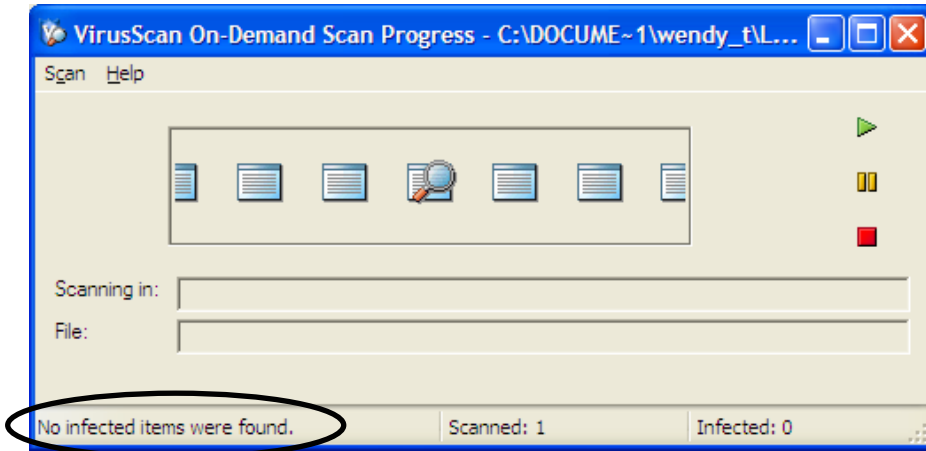 VirusScan On-Demand Scan Progress - C:\DOCUME~1\wendy_t\L...
Scan Help
Scanning in:
File:
No infected items were found. Scanned: 1 Infected: 0